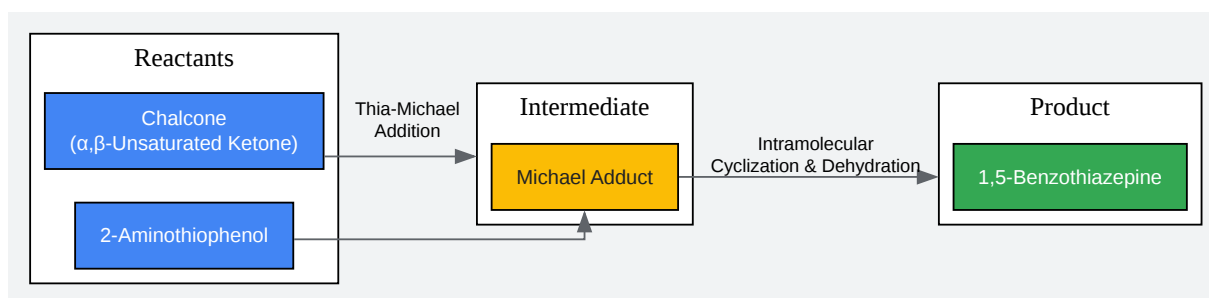 Reactants
Chalcone
(α,β-Unsaturated Ketone)
2-Aminothiophenol
Thia-Michael
Addition
Intermediate
Michael Adduct
Intramolecular
Cyclization & Dehydration
Product
1,5-Benzothiazepine